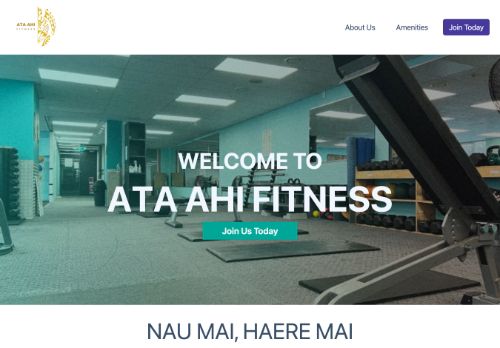 ATA AHI
FITNESS
About Us
Amenities
Join Today
WELCOME TO
ATA AHI FITNESS
Join Us Today
NAU MAI, HAERE MAI